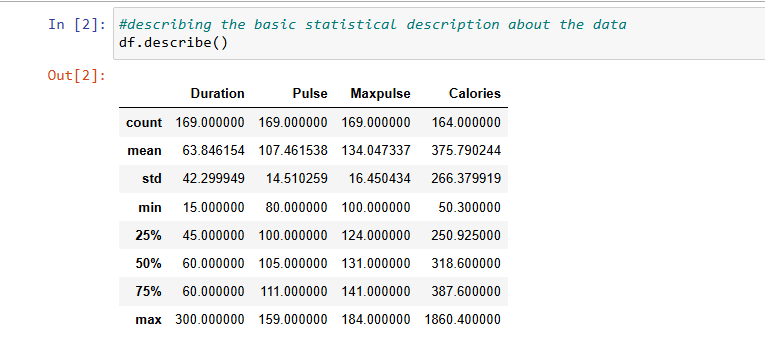 In [2]: #describing the basic statistical description about the data
df.describe()
Out[2]:
Duration Pulse Maxpulse Calories
count 169.000000 169.000000 169.000000 164.000000
mean 63.846154 107.461538 134.047337 375.790244
std 42.299949 14.510259 16.450434 266.379919
min 15.000000 80.000000 100.000000 50.300000
25% 45.000000 100.000000 124.000000 250.925000
50% 60.000000 105.000000 131.000000 318.600000
75% 60.000000 111.000000 141.000000 387.600000
max 300.000000 159.000000 184.000000 1860.400000